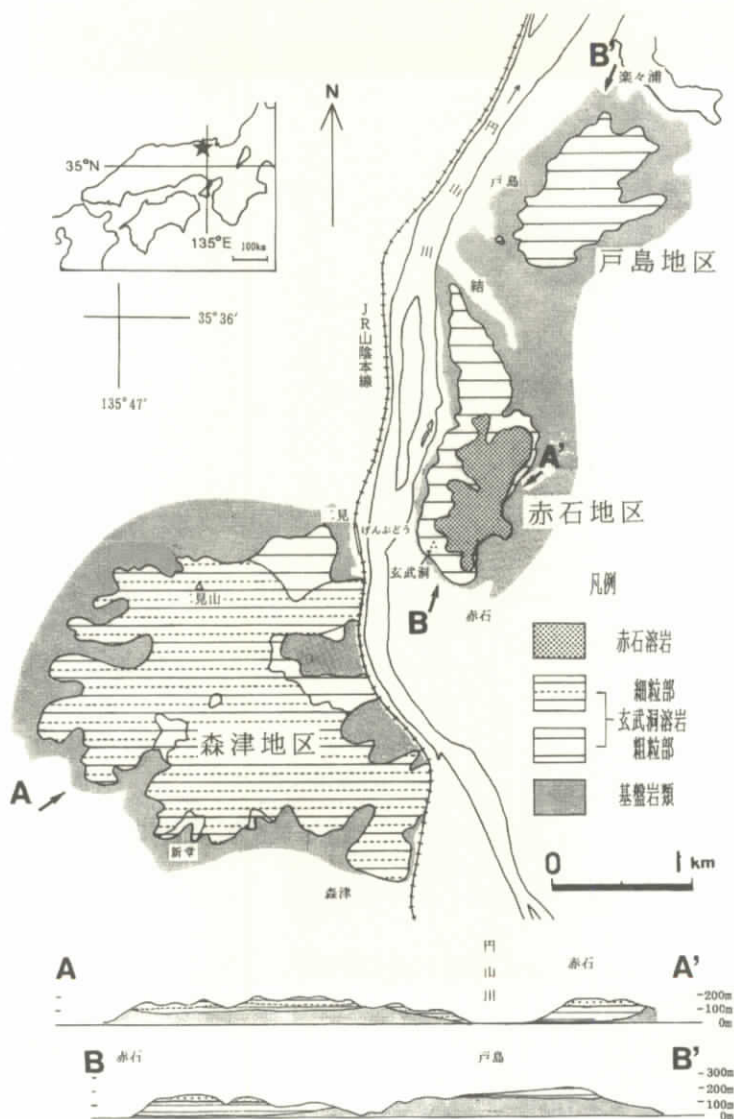 B'
楽々浦
N
35°N
135°E
100km
円山川
戸島
戸島地区
結
35°36′
135°47′
JR山陰本線
A'
赤石地区
げんぶどう
玄武洞
B
赤石
二見
二見山
森津地区
A
新堂
森津
凡例
赤石溶岩
細粒部
玄武洞溶岩
粗粒部
基盤岩類
0 1 km
A
円山川
赤石
A'
200m
100m
0m
B
赤石
戸島
B'
300m
200m
100m
0m